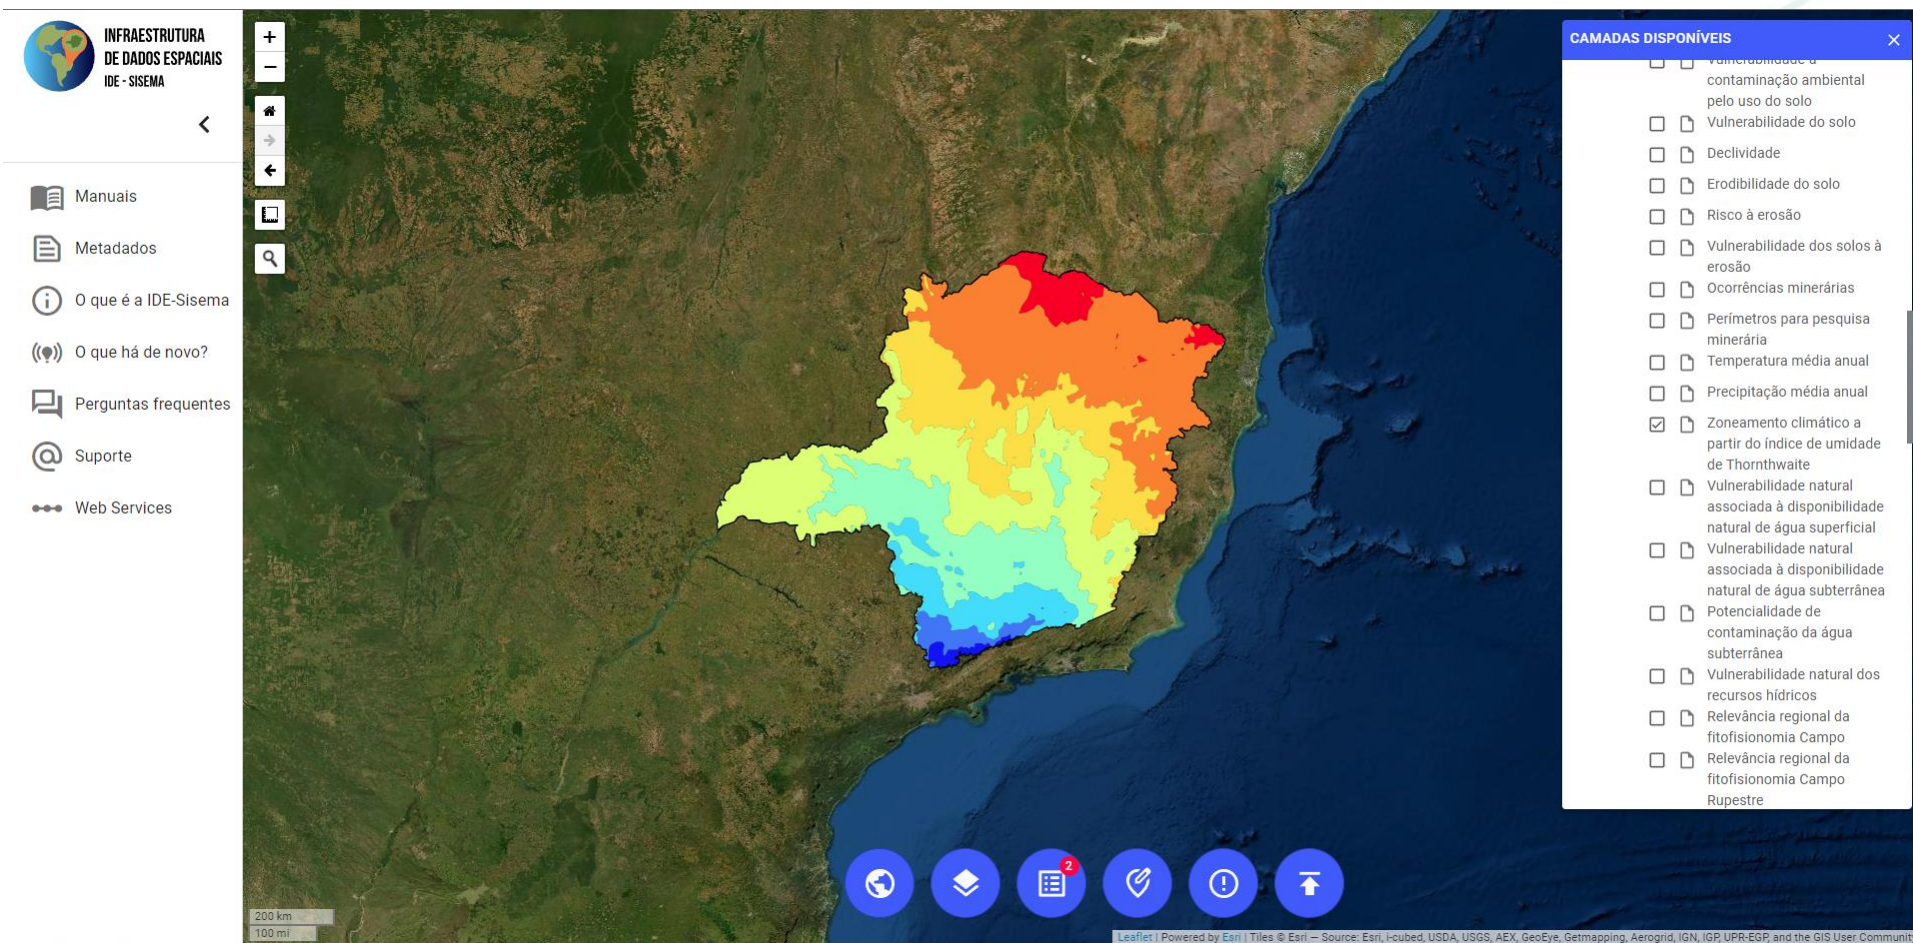 INFRAESTRUTURA
DE DADOS ESPACIAIS
IDE - SISEMA
Manuais
Metadados
O que é a IDE-Sisema
O que há de novo?
Perguntas frequentes
Suporte
Web Services
+
−
200 km
100 mi
2
CAMADAS DISPONÍVEIS
Vulnerabilidade à
contaminação ambiental
pelo uso do solo
Vulnerabilidade do solo
Declividade
Erodibilidade do solo
Risco à erosão
Vulnerabilidade dos solos à
erosão
Ocorrências minerárias
Perímetros para pesquisa
minerária
Temperatura média anual
Precipitação média anual
Zoneamento climático a
partir do índice de umidade
de Thornthwaite
Vulnerabilidade natural
associada à disponibilidade
natural de água superficial
Vulnerabilidade natural
associada à disponibilidade
natural de água subterrânea
Potencialidade de
contaminação da água
subterrânea
Vulnerabilidade natural dos
recursos hídricos
Relevância regional da
fitofisionomia Campo
Relevância regional da
fitofisionomia Campo
Rupestre
Leaflet | Powered by Esri | Tiles © Esri — Source: Esri, i-cubed, USDA, USGS, AEX, GeoEye, Getmapping, Aerogrid, IGN, IGP, UPR-EGP, and the GIS User Communit